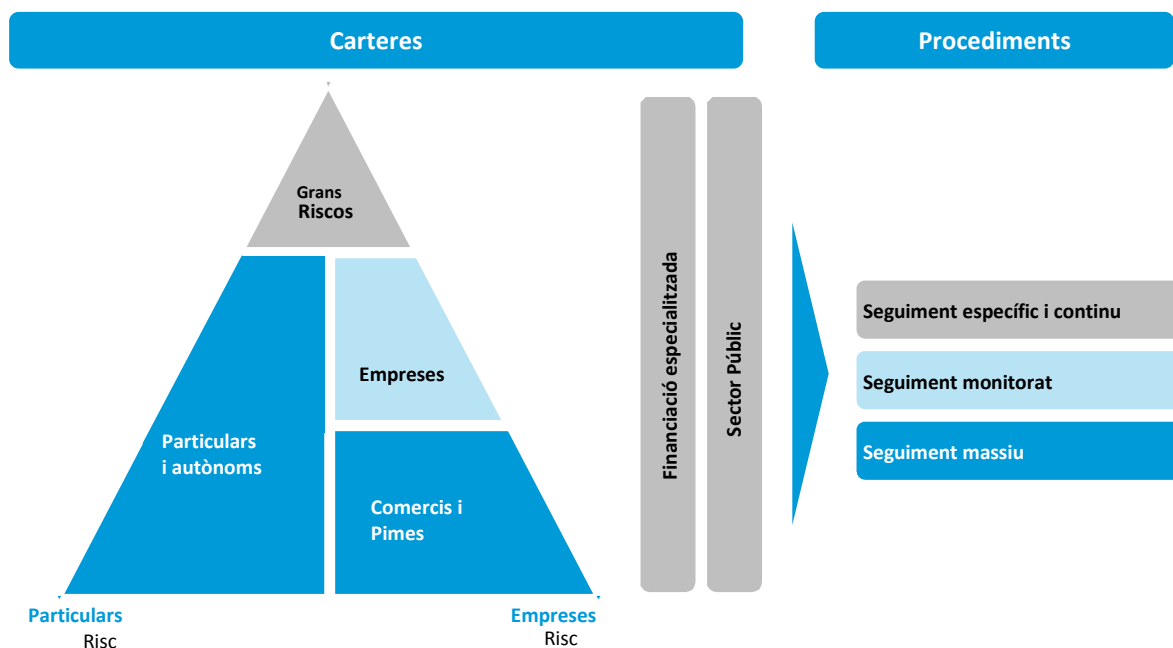 Carteres
Procediments
Grans
Riscos
Empreses
Particulars
i autònoms
Comercis i
Pimes
Particulars
Risc
Empreses
Risc
Financiació especialitzada
Sector Públic
Seguiment específic i continu
Seguiment monitorat
Seguiment massiu